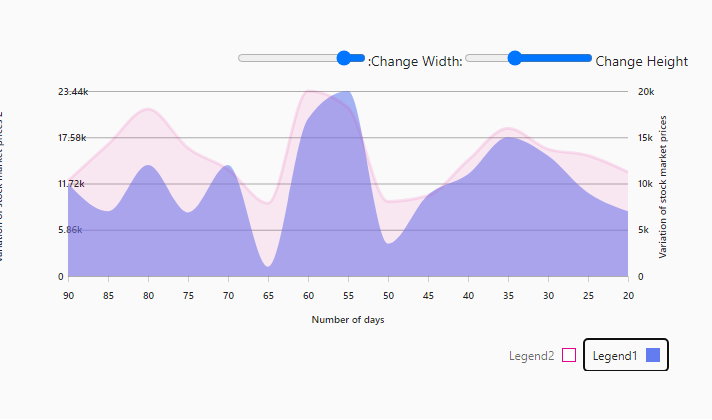 :Change Width:
Change Height
23.44k
17.58k
11.72k
5.86k
0
Variation of stock market prices 2
20k
15k
10k
5k
0
Variation of stock market prices
90 85 80 75 70 65 60 55 50 45 40 35 30 25 20
Number of days
Legend2 Legend1